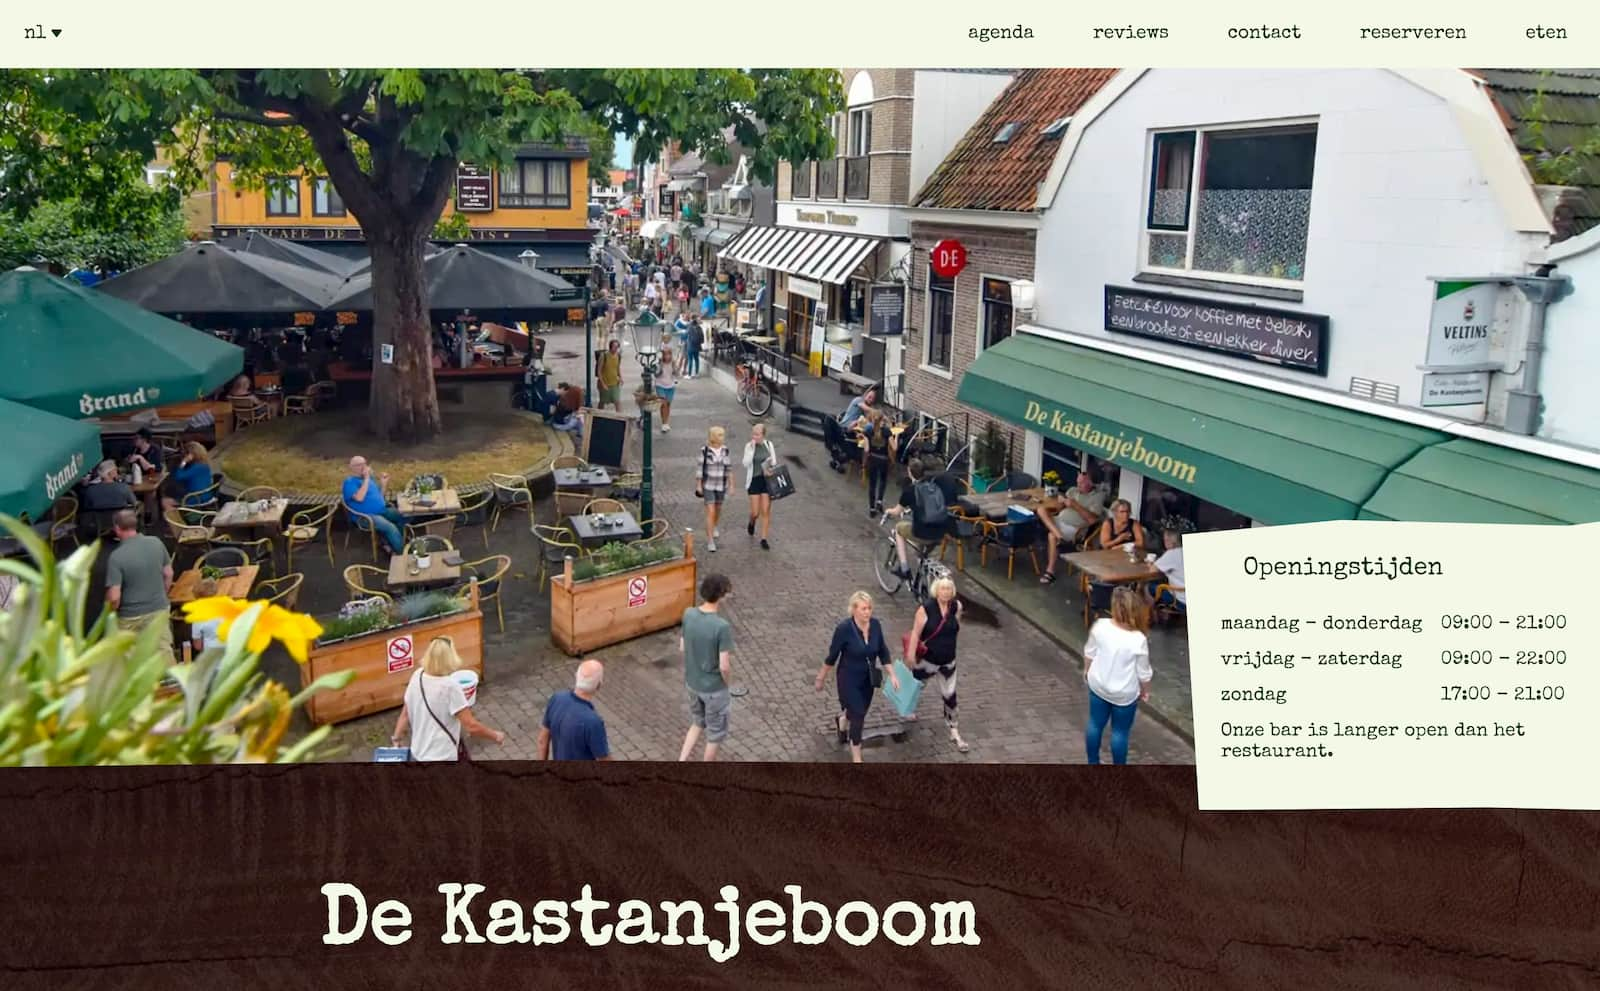 nl
agenda reviews contact reserveren eten
D·E
Eetcafé voor koffie met gebak,
een broodje of een lekker diner.
VELTINS
De Kastanjeboom
Brand
Brand
De Kastanjeboom
N
Openingstijden
maandag – donderdag 09:00 – 21:00
vrijdag – zaterdag 09:00 – 22:00
zondag 17:00 – 21:00
Onze bar is langer open dan het
restaurant.
De Kastanjeboom